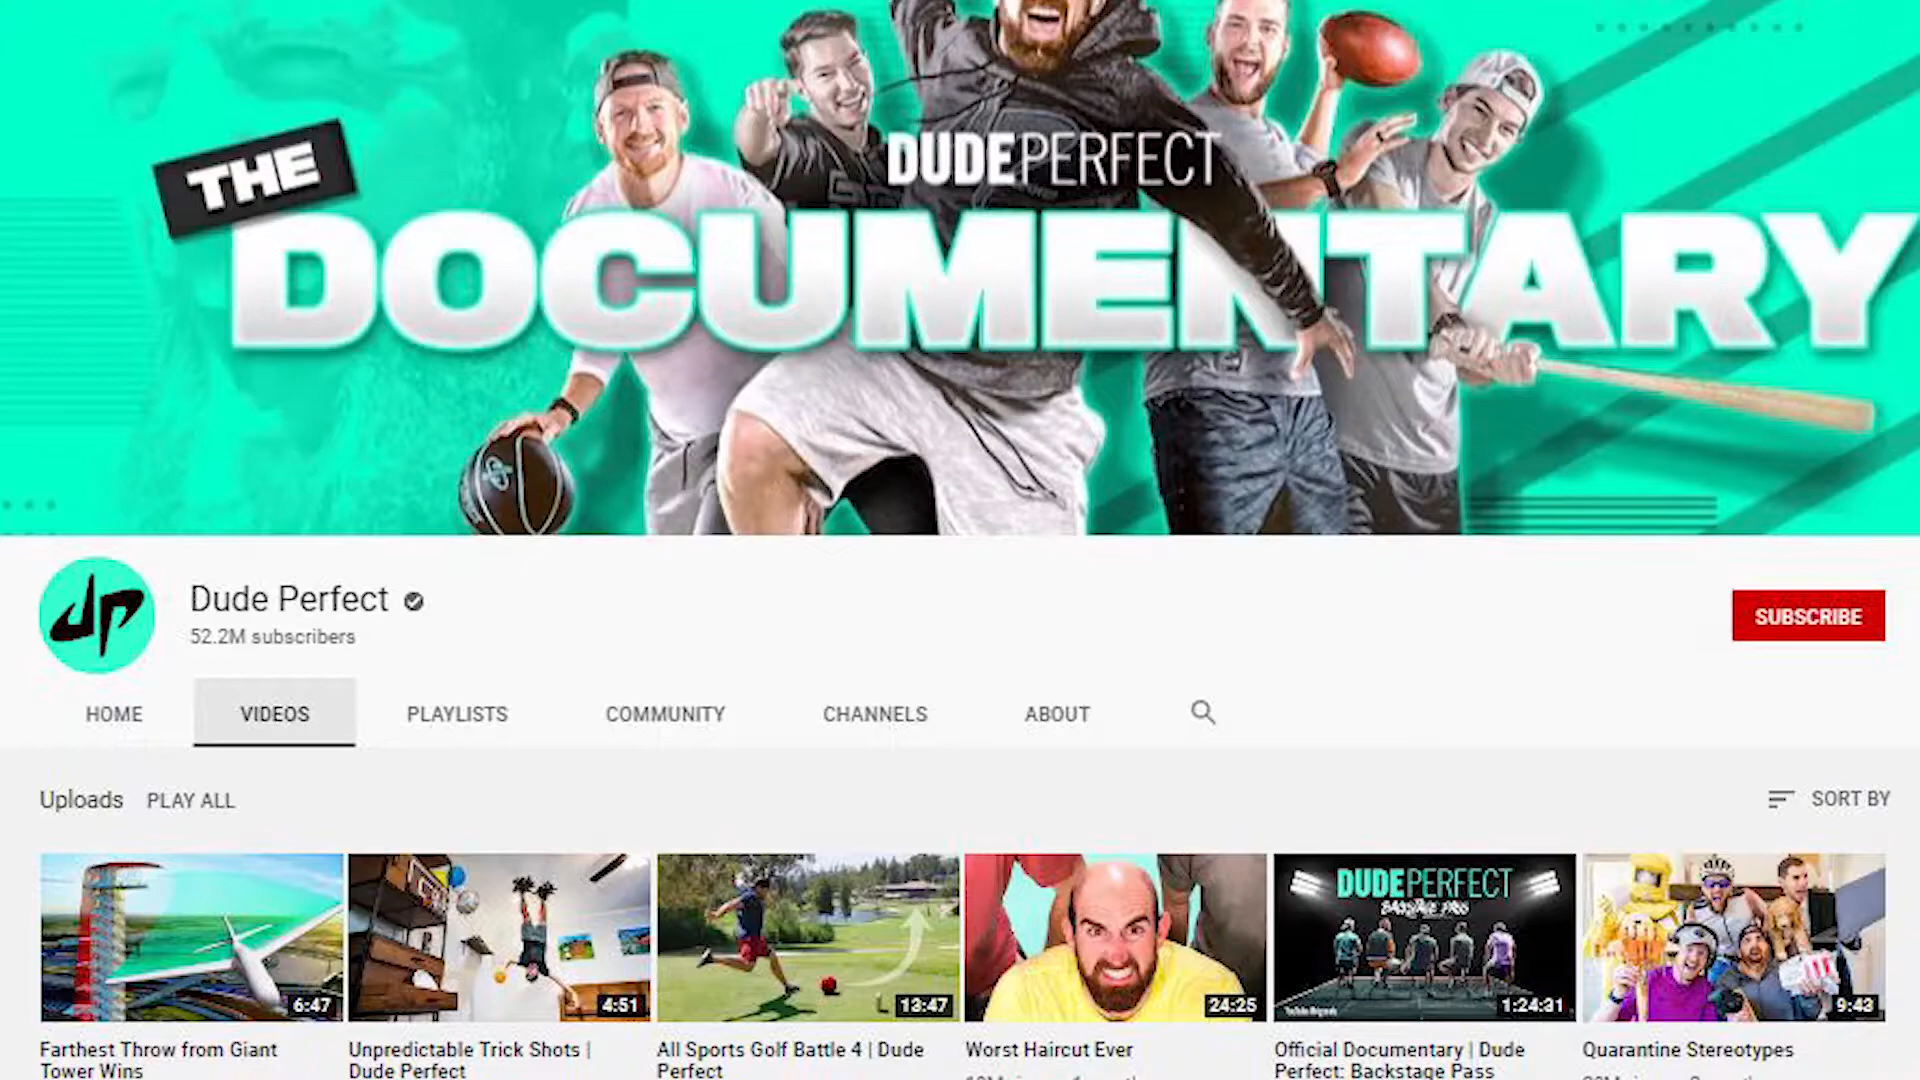 THE
DUDEPERFECT
DOCUMENTARY
dp
Dude Perfect
52.2M subscribers
SUBSCRIBE
HOME VIDEOS PLAYLISTS COMMUNITY CHANNELS ABOUT
Uploads PLAY ALL SORT BY
DUDEPERFECT
BACKSTAGE PASS
6:47 4:51 13:47 24:25 1:24:31 9:43
Farthest Throw from Giant
Tower Wins
Unpredictable Trick Shots |
Dude Perfect
All Sports Golf Battle 4 | Dude
Perfect
Worst Haircut Ever
Official Documentary | Dude
Perfect: Backstage Pass
Quarantine Stereotypes